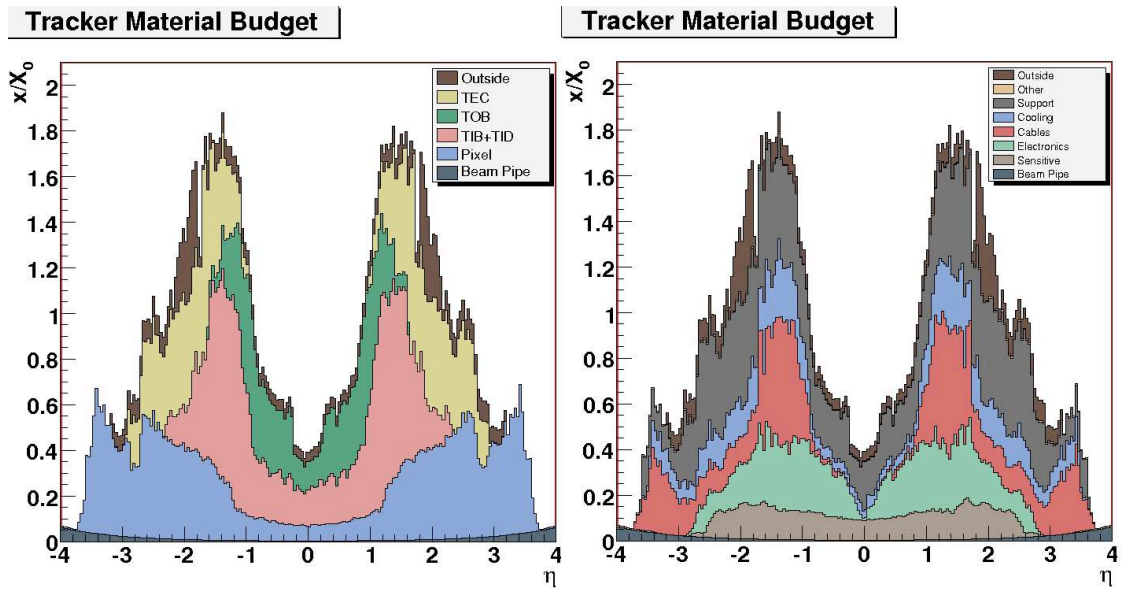 Tracker Material Budget
x/X0
2
1.8
1.6
1.4
1.2
1
0.8
0.6
0.4
0.2
0
-4 -3 -2 -1 0 1 2 3 4
η
Outside
TEC
TOB
TIB+TID
Pixel
Beam Pipe
Tracker Material Budget
x/X0
2
1.8
1.6
1.4
1.2
1
0.8
0.6
0.4
0.2
0
-4 -3 -2 -1 0 1 2 3 4
η
Outside
Other
Support
Cooling
Cables
Electronics
Sensitive
Beam Pipe